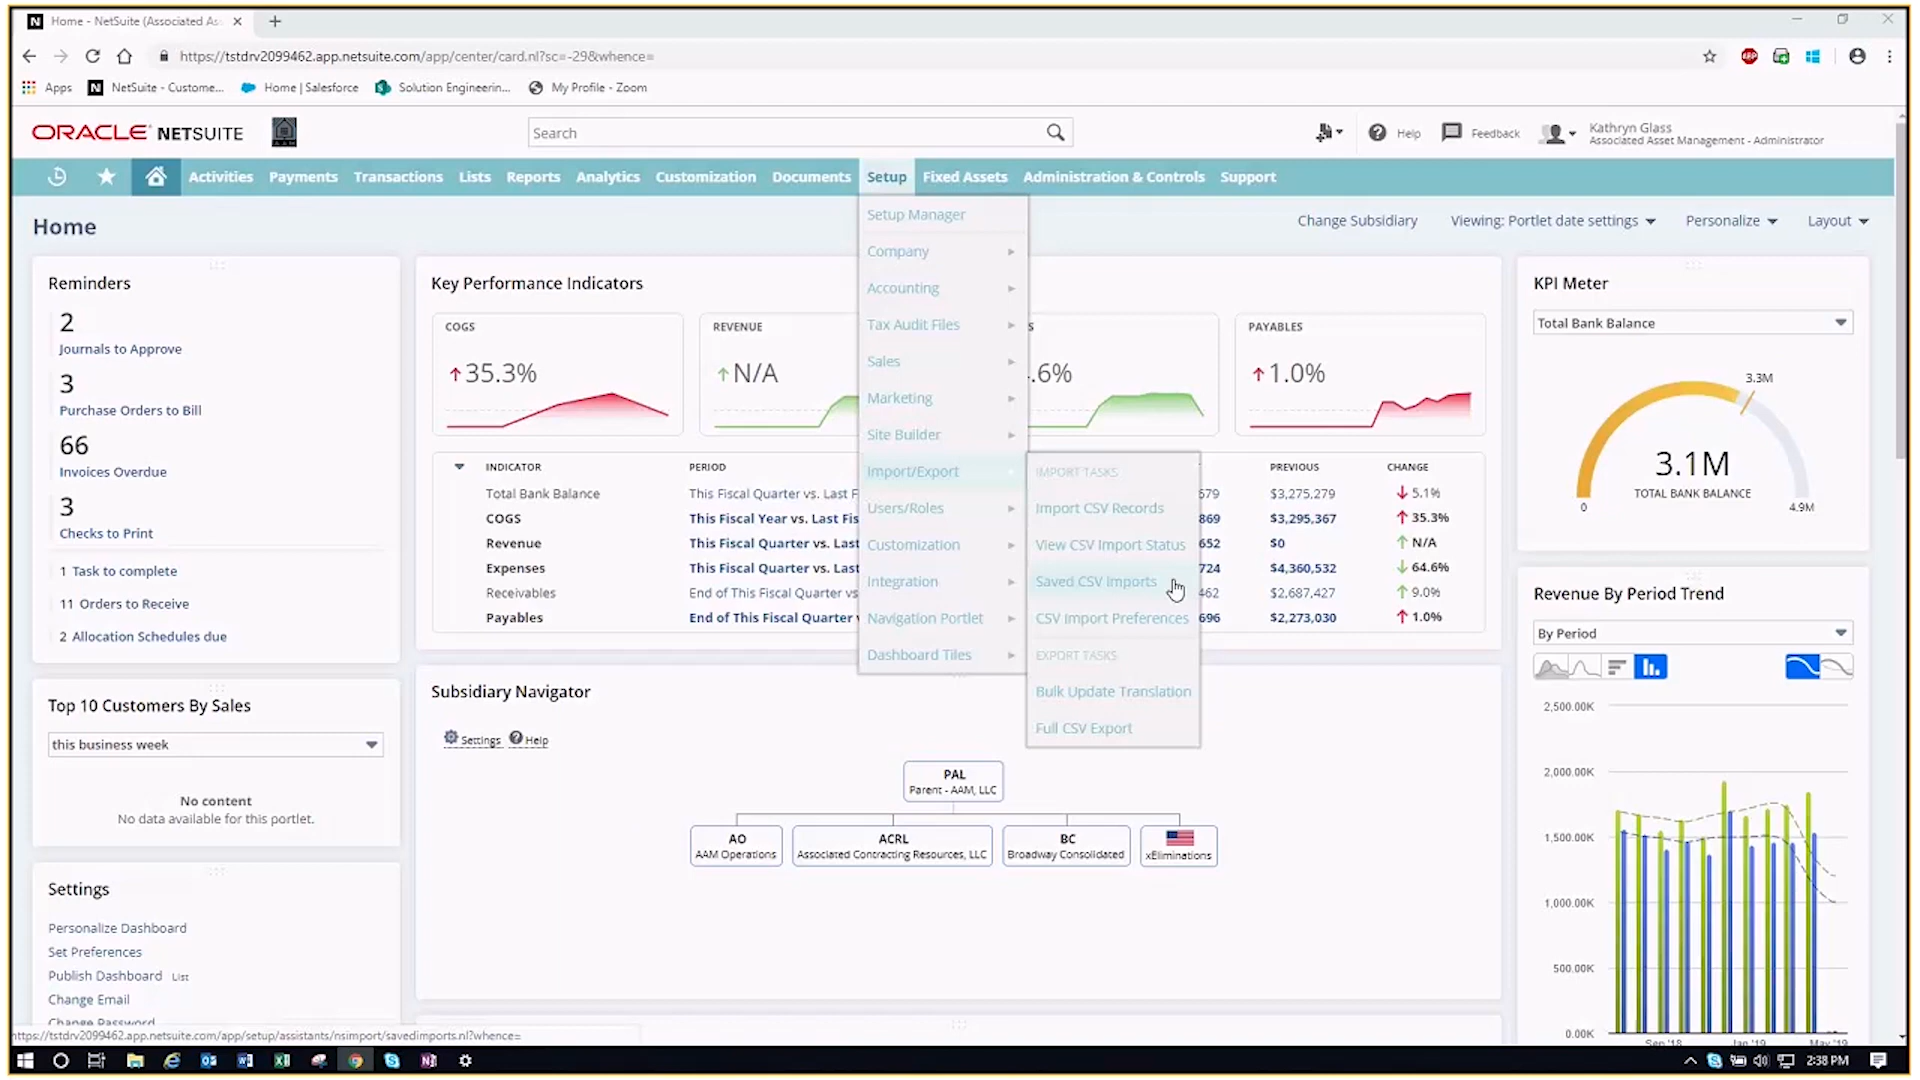 Home - NetSuite (Associated As
https://tstdrv2099462.app.netsuite.com/app/center/card.nl?sc=-29&whence=
Apps
NetSuite - Custome...
Home | Salesforce
Solution Engineerin...
My Profile - Zoom
ORACLE NETSUITE
AAM
Search
Help
Feedback
Kathryn Glass
Associated Asset Management - Administrator
Activities
Payments
Transactions
Lists
Reports
Analytics
Customization
Documents
Setup
Fixed Assets
Administration & Controls
Support
Home
Change Subsidiary
Viewing: Portlet date settings
Personalize
Layout
Setup Manager
Company
Accounting
Tax Audit Files
Sales
Marketing
Site Builder
Import/Export
Users/Roles
Customization
Integration
Navigation Portlet
Dashboard Tiles
IMPORT TASKS
Import CSV Records
View CSV Import Status
Saved CSV Imports
CSV Import Preferences
EXPORT TASKS
Bulk Update Translation
Full CSV Export
Reminders
2
Journals to Approve
3
Purchase Orders to Bill
66
Invoices Overdue
3
Checks to Print
1 Task to complete
11 Orders to Receive
2 Allocation Schedules due
Key Performance Indicators
COGS
35.3%
REVENUE
N/A
S
.6%
PAYABLES
1.0%
INDICATOR PERIOD PREVIOUS CHANGE
Total Bank Balance This Fiscal Quarter vs. Last F 579 $3,275,279 5.1%
COGS This Fiscal Year vs. Last Fis 869 $3,295,367 35.3%
Revenue This Fiscal Quarter vs. Last 652 $0 N/A
Expenses This Fiscal Quarter vs. Last 724 $4,360,532 64.6%
Receivables End of This Fiscal Quarter v 462 $2,687,427 9.0%
Payables End of This Fiscal Quarter 696 $2,273,030 1.0%
KPI Meter
Total Bank Balance
3.3M
3.1M
TOTAL BANK BALANCE
0
4.9M
Top 10 Customers By Sales
this business week
No content
No data available for this portlet.
Subsidiary Navigator
Settings
Help
PAL
Parent - AAM, LLC
AO
AAM Operations
ACRL
Associated Contracting Resources, LLC
BC
Broadway Consolidated
xEliminations
Revenue By Period Trend
By Period
2,500.00K
2,000.00K
1,500.00K
1,000.00K
500.00K
0.00K
Sep '18
Jan '19
May '19
Settings
Personalize Dashboard
Set Preferences
Publish Dashboard List
Change Email
Change Password
https://tstdrv2099462.app.netsuite.com/app/setup/assistants/nsimport/savedimports.nl?whence=
2:38 PM